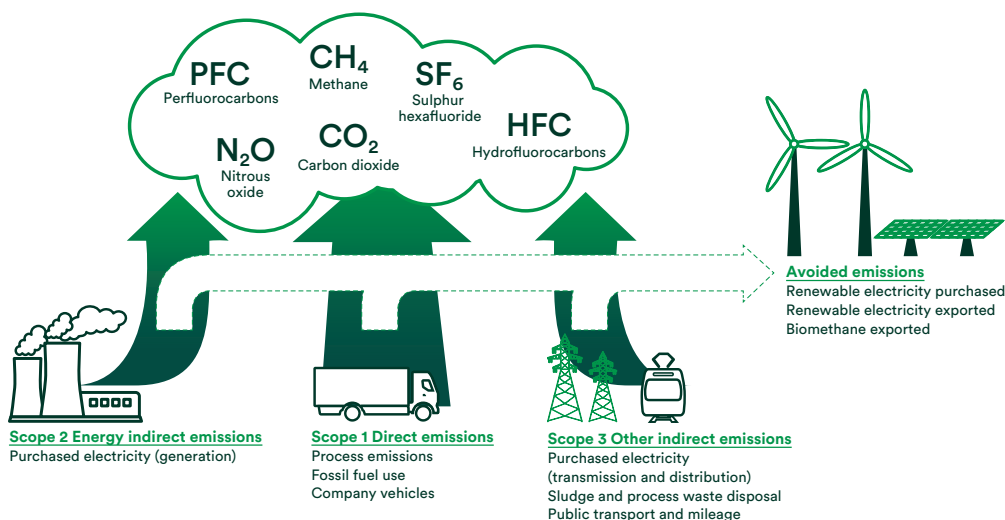 PFC
Perfluorocarbons
CH₄
Methane
SF₆
Sulphur
hexafluoride
N₂O
Nitrous
oxide
CO₂
Carbon dioxide
HFC
Hydrofluorocarbons
Avoided emissions
Renewable electricity purchased
Renewable electricity exported
Biomethane exported
Scope 2 Energy indirect emissions
Purchased electricity (generation)
Scope 1 Direct emissions
Process emissions
Fossil fuel use
Company vehicles
Scope 3 Other indirect emissions
Purchased electricity
(transmission and distribution)
Sludge and process waste disposal
Public transport and mileage